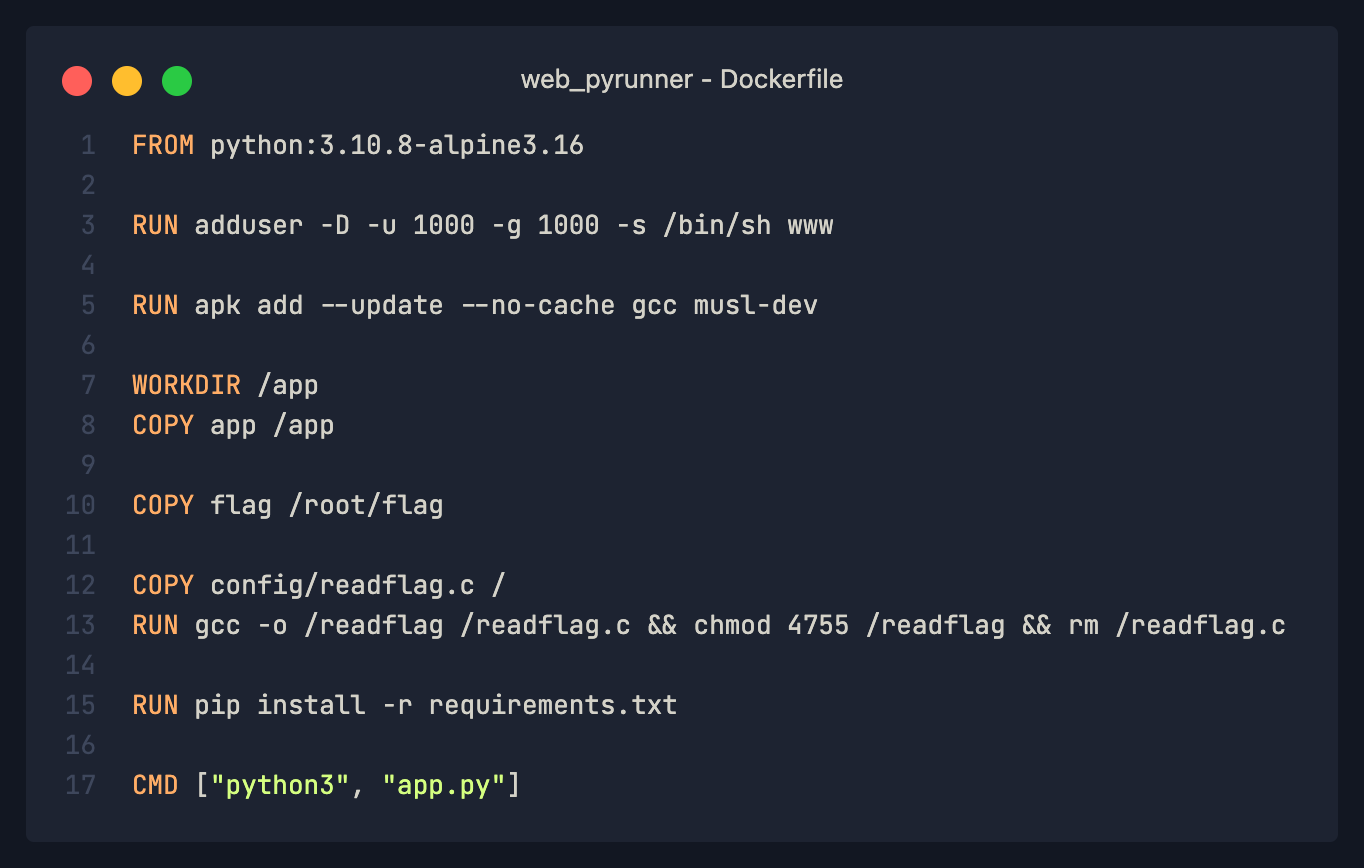 web_pyrunner - Dockerfile
1 FROM python:3.10.8-alpine3.16
2
3 RUN adduser -D -u 1000 -g 1000 -s /bin/sh www
4
5 RUN apk add --update --no-cache gcc musl-dev
6
7 WORKDIR /app
8 COPY app /app
9
10 COPY flag /root/flag
11
12 COPY config/readflag.c /
13 RUN gcc -o /readflag /readflag.c && chmod 4755 /readflag && rm /readflag.c
14
15 RUN pip install -r requirements.txt
16
17 CMD ["python3", "app.py"]